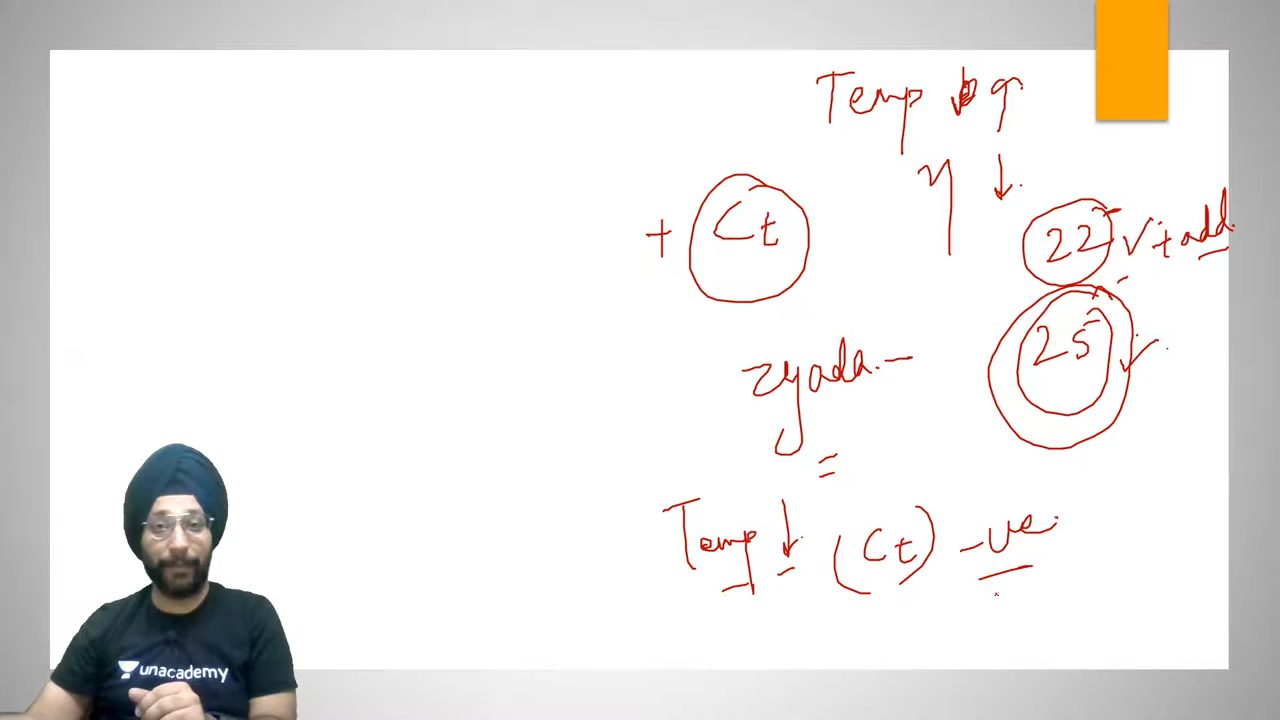 Temp ↑
η ↓
+ Ct
22 ✓ + add
25 ✓
zyada. -
=
Temp ↓ (Ct) -ve
unacademy